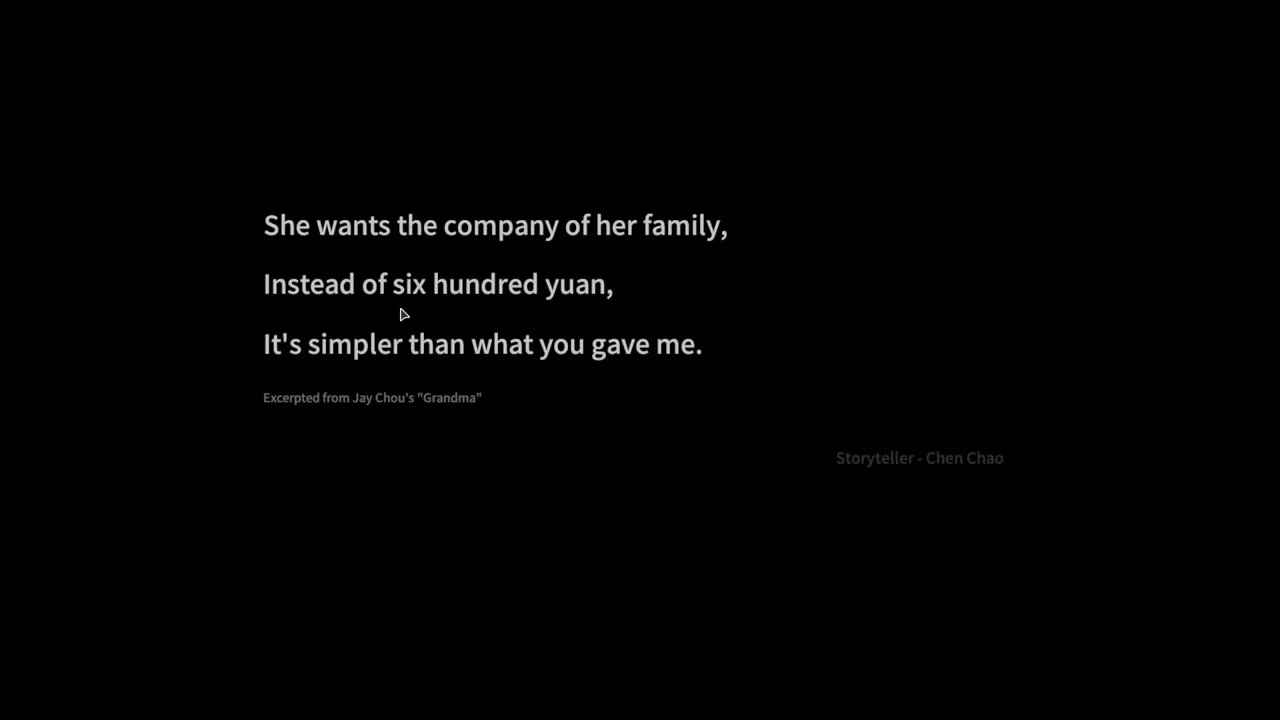 She wants the company of her family,
Instead of six hundred yuan,
It's simpler than what you gave me.
Excerpted from Jay Chou's "Grandma"
Storyteller - Chen Chao